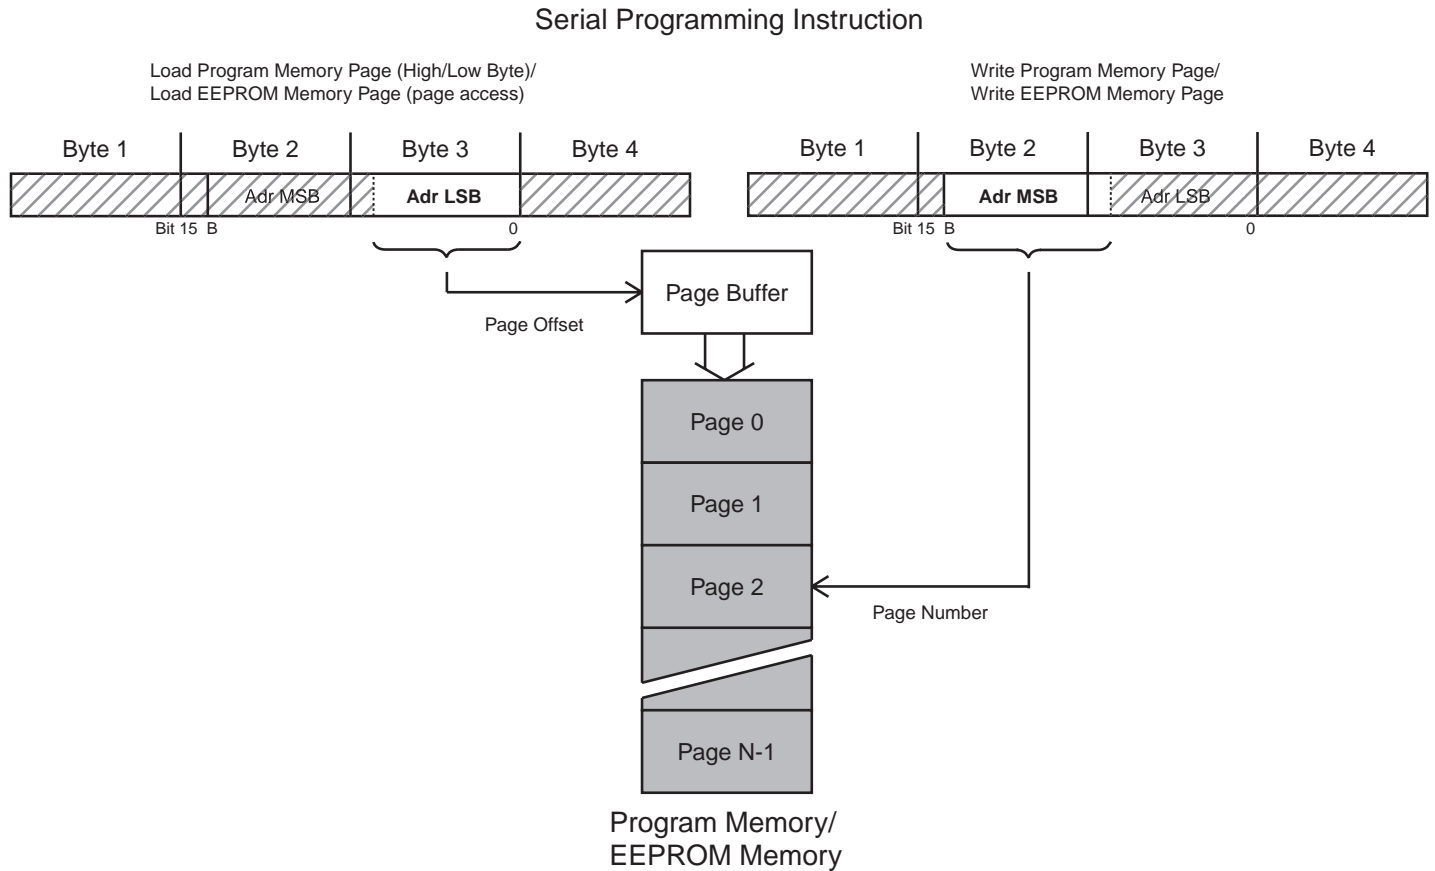 Serial Programming Instruction
Load Program Memory Page (High/Low Byte)/
Load EEPROM Memory Page (page access)
Write Program Memory Page/
Write EEPROM Memory Page
Byte 1 Byte 2 Byte 3 Byte 4
Byte 1 Byte 2 Byte 3 Byte 4
Adr MSB Adr LSB
Adr MSB Adr LSB
Bit 15 B 0
Bit 15 B 0
Page Buffer
Page Offset
Page 0
Page 1
Page 2
Page Number
Page N-1
Program Memory/
EEPROM Memory